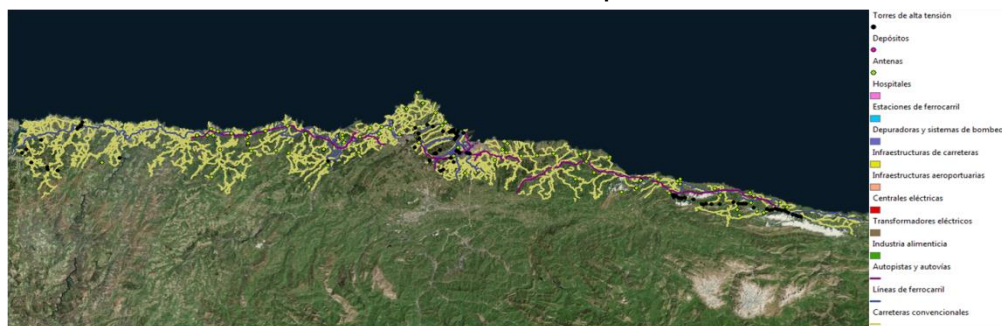 Torres de alta tensión
Depósitos
Antenas
Hospitales
Estaciones de ferrocarril
Depuradoras y sistemas de bombeo
Infraestructuras de carreteras
Infraestructuras aeroportuarias
Centrales eléctricas
Transformadores eléctricos
Industria alimenticia
Autopistas y autovías
Líneas de ferrocarril
Carreteras convencionales